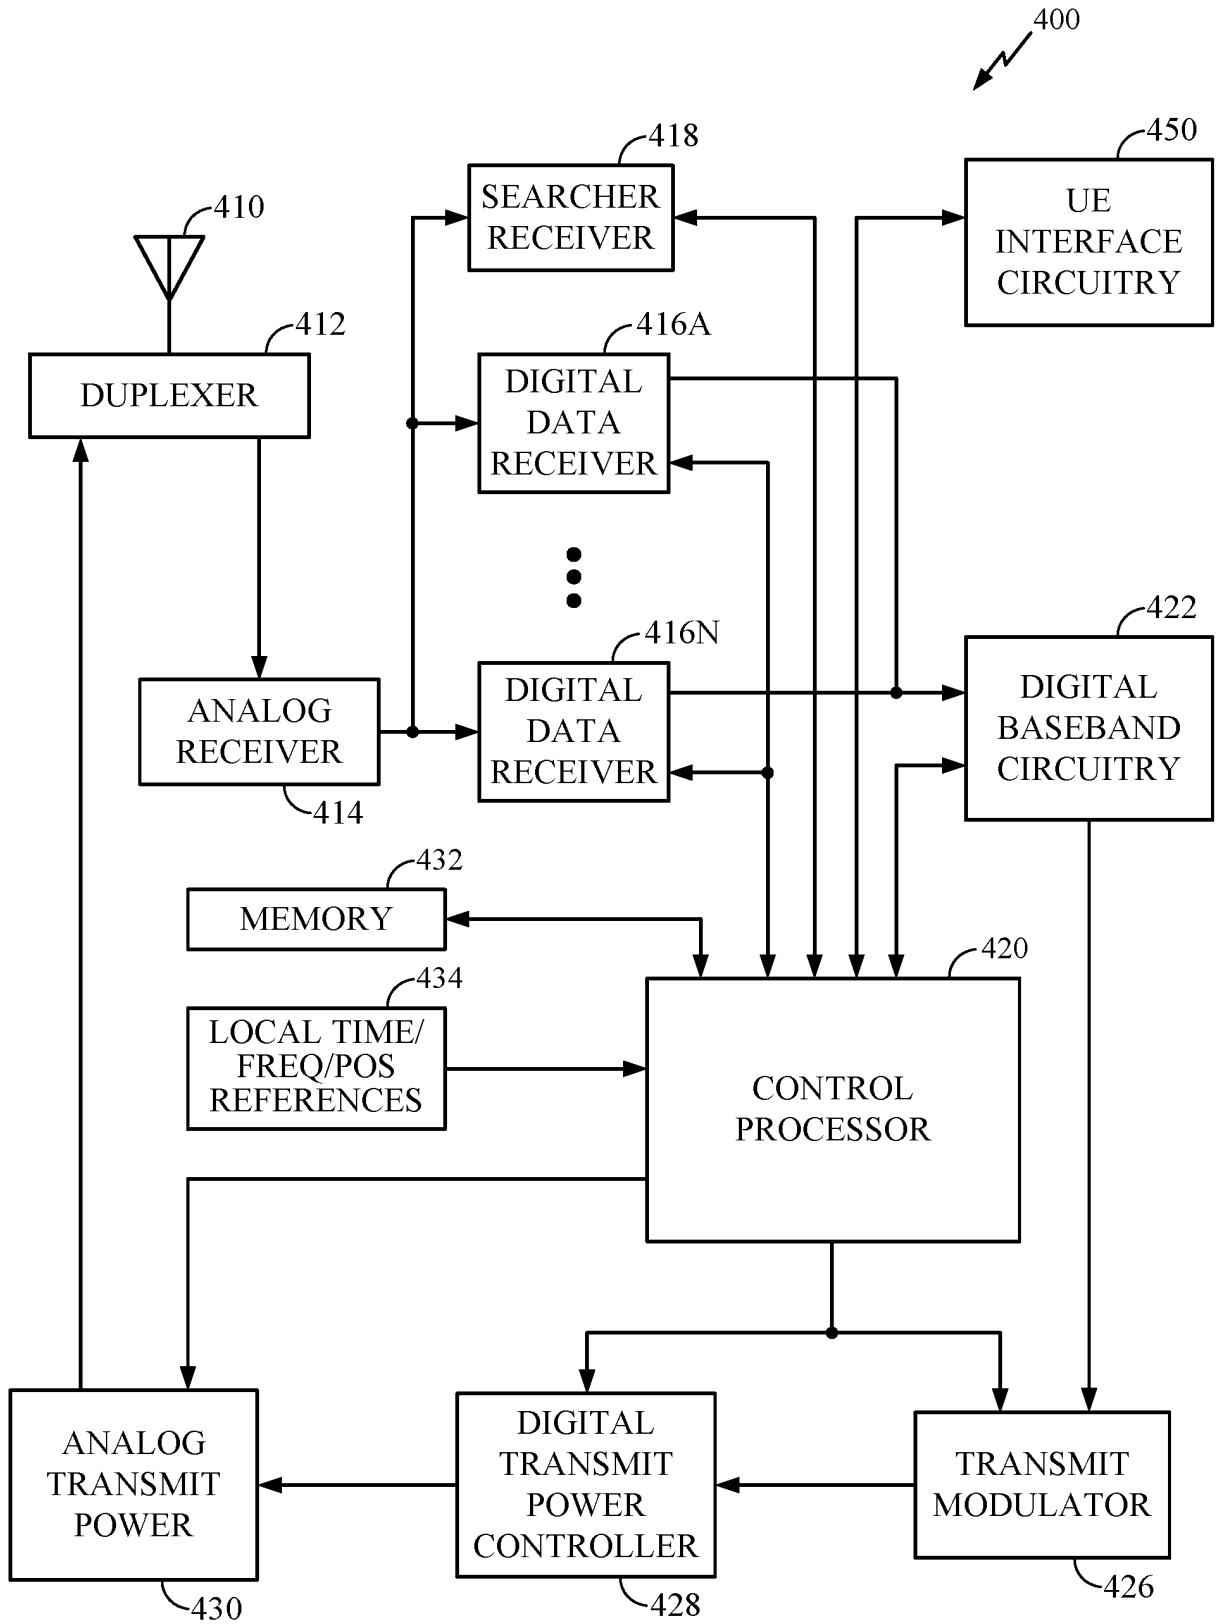 400
418
SEARCHER
RECEIVER
450
UE
INTERFACE
CIRCUITRY
410
412
DUPLEXER
416A
DIGITAL
DATA
RECEIVER
416N
DIGITAL
DATA
RECEIVER
422
DIGITAL
BASEBAND
CIRCUITRY
ANALOG
RECEIVER
414
432
MEMORY
434
LOCAL TIME/
FREQ/POS
REFERENCES
420
CONTROL
PROCESSOR
ANALOG
TRANSMIT
POWER
430
DIGITAL
TRANSMIT
POWER
CONTROLLER
428
TRANSMIT
MODULATOR
426